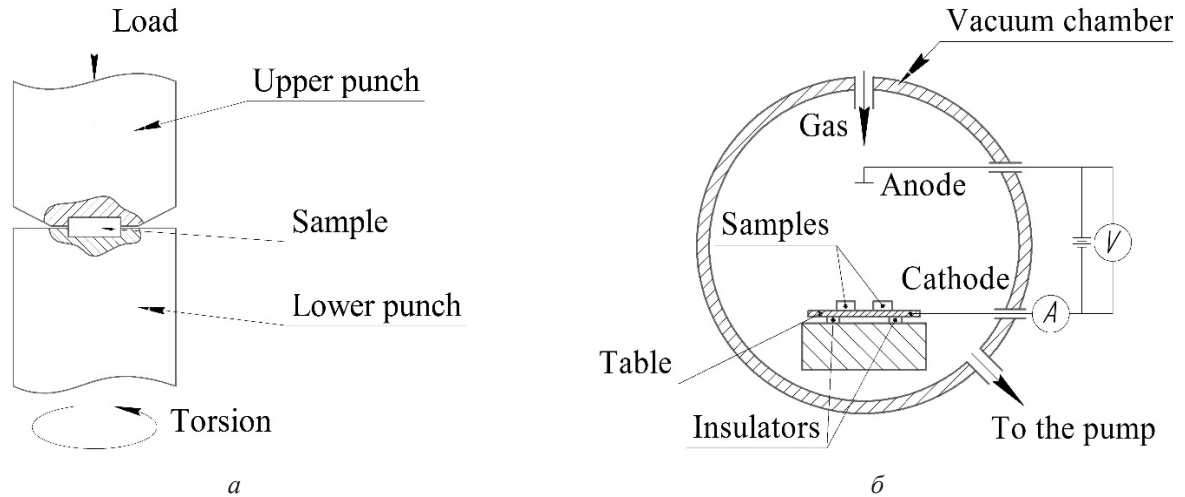 Load
Upper punch
Sample
Lower punch
Torsion
а
Vacuum chamber
Gas
Anode
Samples
Cathode
V
A
Table
Insulators
To the pump
б